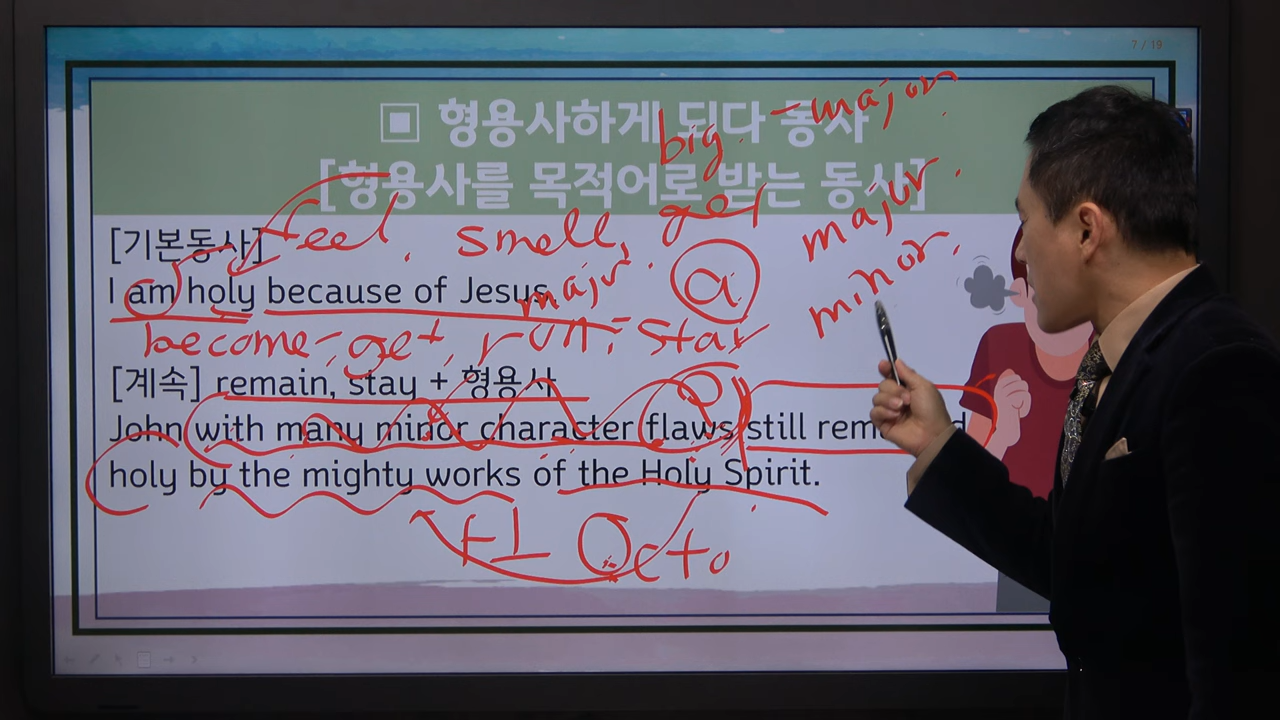 7 / 19
▣ 형용사하게 되다 동사
big - major
[형용사를 목적어로 받는 동사]
major.
[기본동사]
feel, smell, get
minor.
I am holy because of Jesus.
major.
a
become, get, run, stay
[계속] remain, stay + 형용사
John with many minor character flaws still rem d
holy by the mighty works of the Holy Spirit.